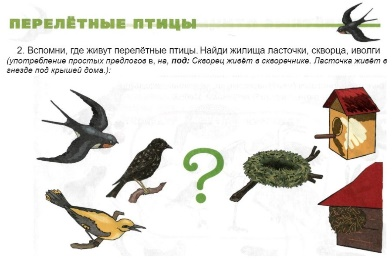 ПЕРЕЛЁТНЫЕ ПТИЦЫ
2. Вспомни, где живут перелётные птицы. Найди жилища ласточки, скворца, иволги
(употребление простых предлогов в, на, под: Скворец живёт в скворечнике. Ласточка живёт в
гнезде под крышей дома.):
?